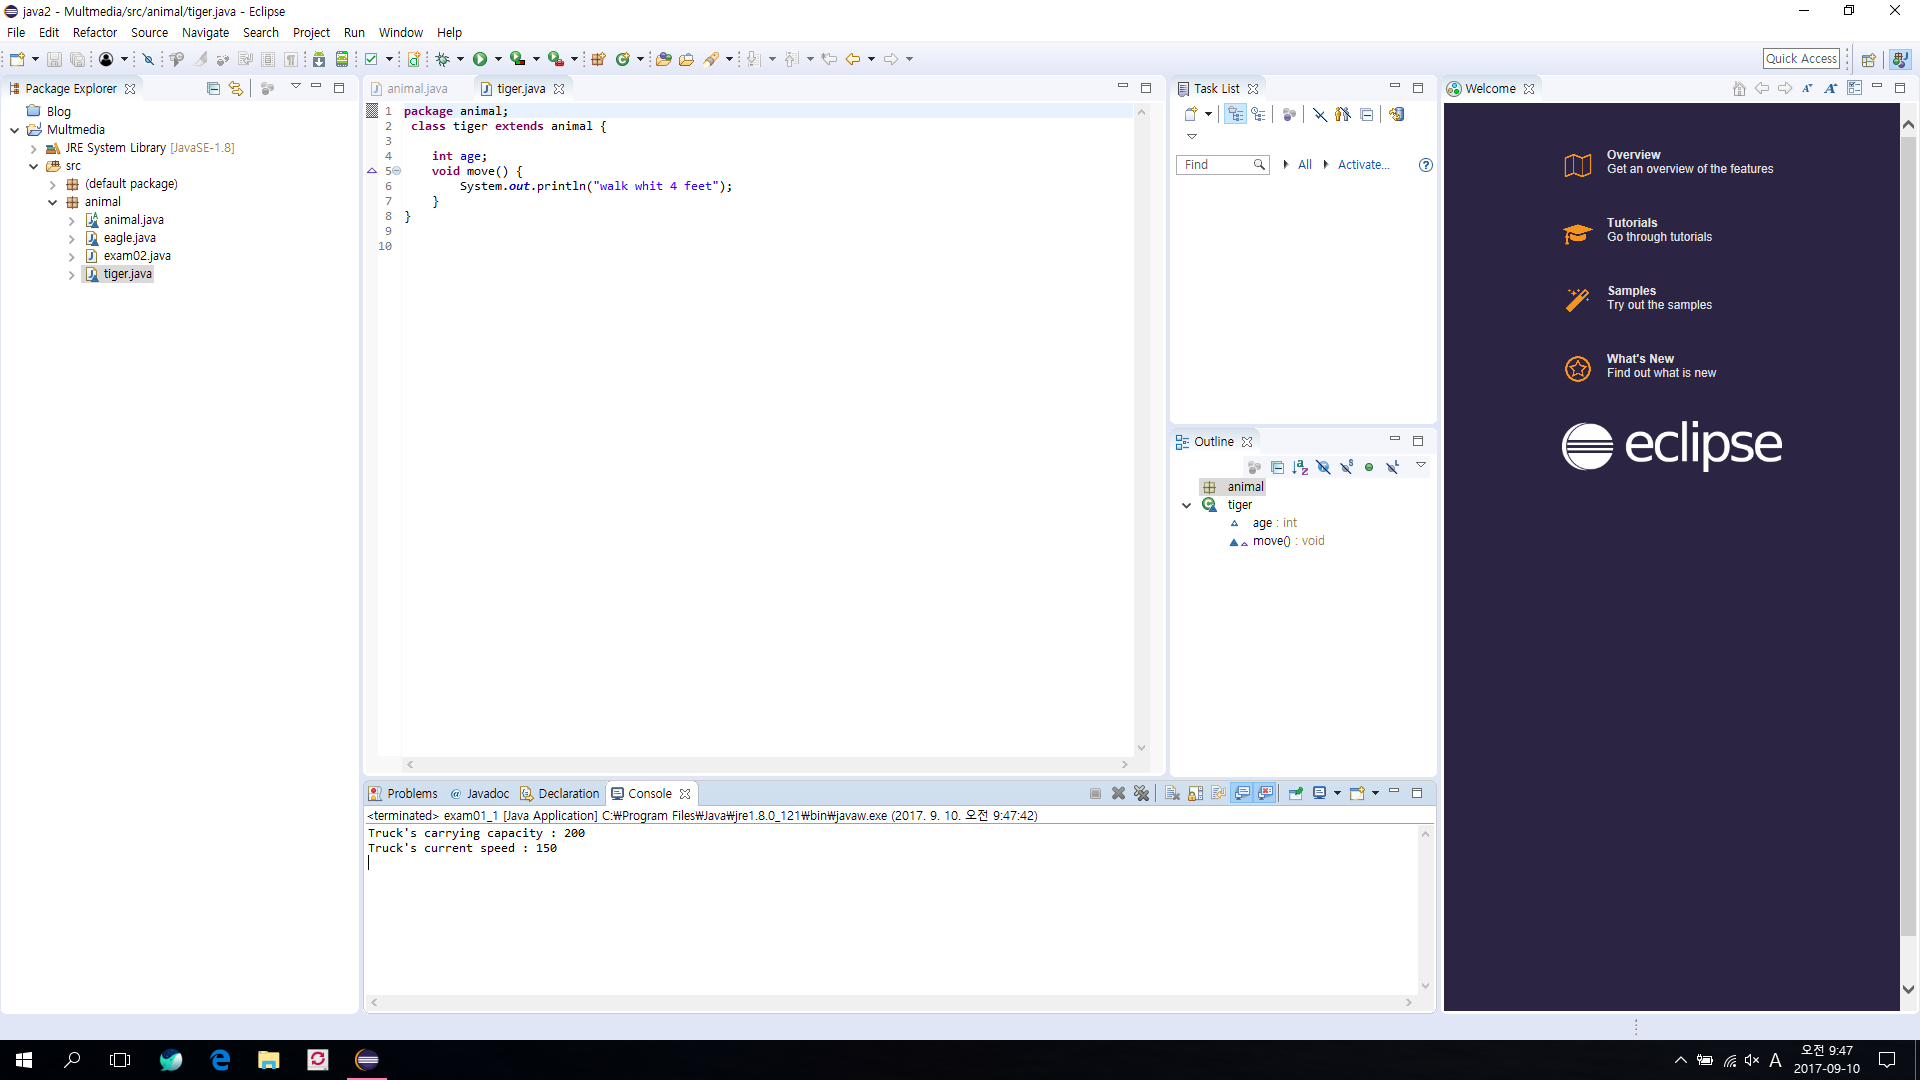 java2 - Multmedia/src/animal/tiger.java - Eclipse
File Edit Refactor Source Navigate Search Project Run Window Help
Quick Access
Package Explorer
Blog
Multmedia
JRE System Library [JavaSE-1.8]
src
(default package)
animal
animal.java
eagle.java
exam02.java
tiger.java
animal.java tiger.java
1 package animal;
2 class tiger extends animal {
3
4 int age;
5 void move() {
6 System.out.println("walk whit 4 feet");
7 }
8 }
9
10
Task List
Find All Activate...
Outline
animal
tiger
age : int
move() : void
Welcome
Overview
Get an overview of the features
Tutorials
Go through tutorials
Samples
Try out the samples
What's New
Find out what is new
eclipse
Problems @ Javadoc Declaration Console
<terminated> exam01_1 [Java Application] C:₩Program Files₩Java₩jre1.8.0_121₩bin₩javaw.exe (2017. 9. 10. 오전 9:47:42)
Truck's carrying capacity : 200
Truck's current speed : 150
A
오전 9:47
2017-09-10